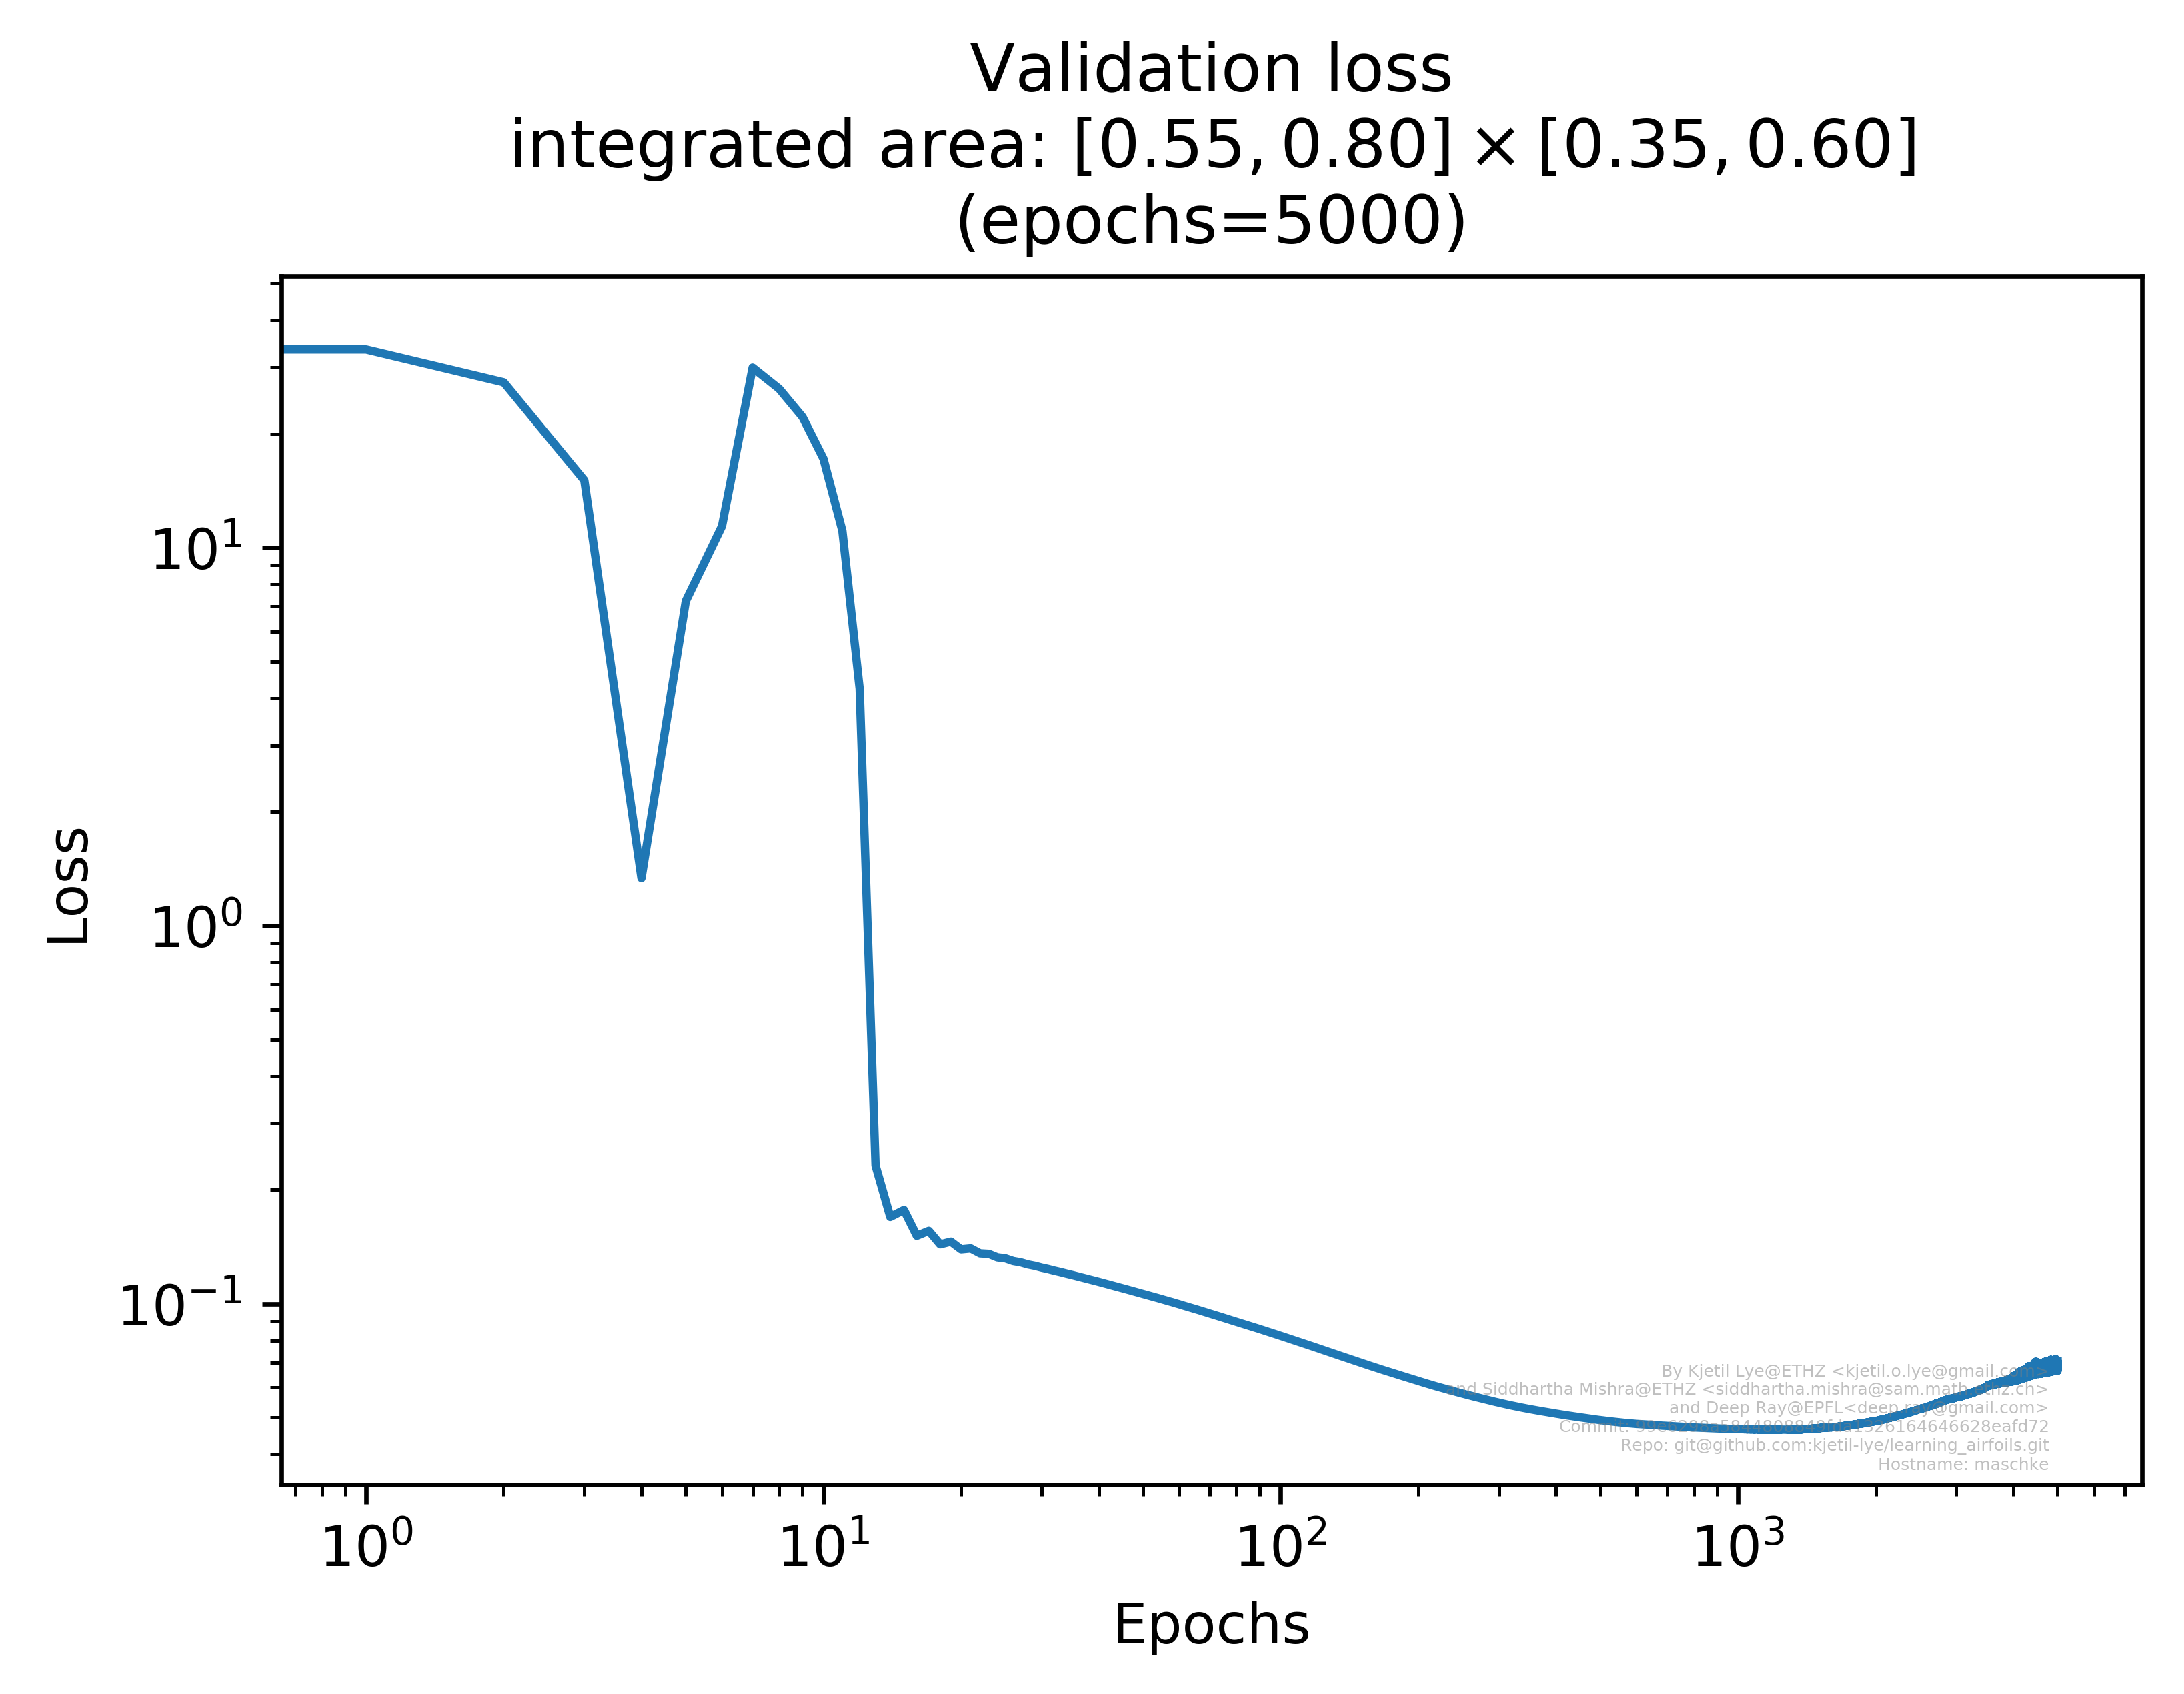 Validation loss
integrated area: [0.55, 0.80] × [0.35, 0.60]
(epochs=5000)
Loss
10¹
10⁰
10⁻¹
10⁰ 10¹ 10² 10³
Epochs
By Kjetil Lye@ETHZ <kjetil.o.lye@gmail.com>
and Siddhartha Mishra@ETHZ <siddhartha.mishra@sam.math.ethz.ch>
and Deep Ray@EPFL<deep.ray@gmail.com>
Commit:
Repo: git@github.com:kjetil-lye/learning_airfoils.git
Hostname: maschke